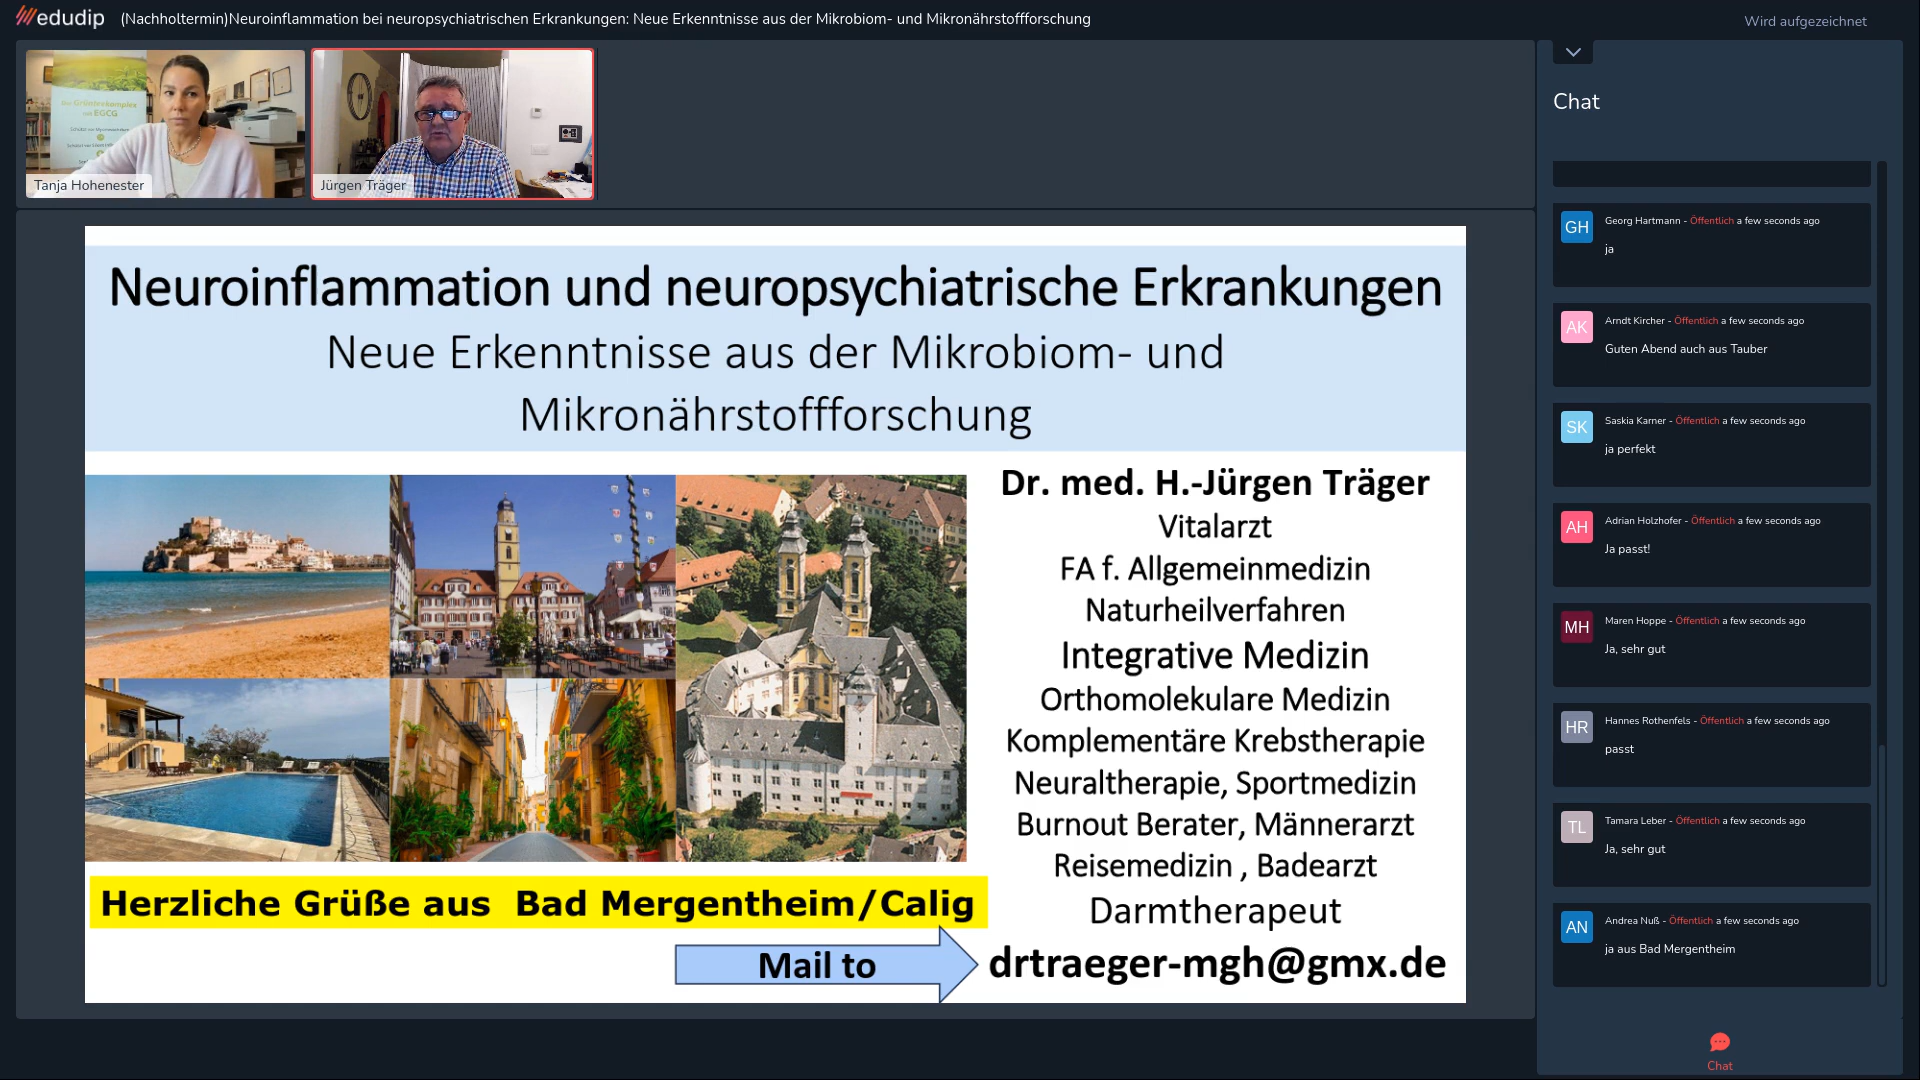 edudip
(Nachholtermin)Neuroinflammation bei neuropsychiatrischen Erkrankungen: Neue Erkenntnisse aus der Mikrobiom- und Mikronährstoffforschung
Wird aufgezeichnet
Grünteekomplex
EGCG
Tanja Hohenester
Jürgen Träger
Neuroinflammation und neuropsychiatrische Erkrankungen
Neue Erkenntnisse aus der Mikrobiom- und
Mikronährstoffforschung
Dr. med. H.-Jürgen Träger
Vitalarzt
FA f. Allgemeinmedizin
Naturheilverfahren
Integrative Medizin
Orthomolekulare Medizin
Komplementäre Krebstherapie
Neuraltherapie, Sportmedizin
Burnout Berater, Männerarzt
Reisemedizin , Badearzt
Darmtherapeut
Herzliche Grüße aus  Bad Mergentheim/Calig
Mail to
drtraeger-mgh@gmx.de
Chat
GH
Georg Hartmann - Öffentlich a few seconds ago
ja
AK
Arndt Kircher - Öffentlich a few seconds ago
Guten Abend auch aus Tauber
SK
Saskia Karner - Öffentlich a few seconds ago
ja perfekt
AH
Adrian Holzhofer - Öffentlich a few seconds ago
Ja passt!
MH
Maren Hoppe - Öffentlich a few seconds ago
Ja, sehr gut
HR
Hannes Rothenfels - Öffentlich a few seconds ago
passt
TL
Tamara Leber - Öffentlich a few seconds ago
Ja, sehr gut
AN
Andrea Nuß - Öffentlich a few seconds ago
ja aus Bad Mergentheim
Chat